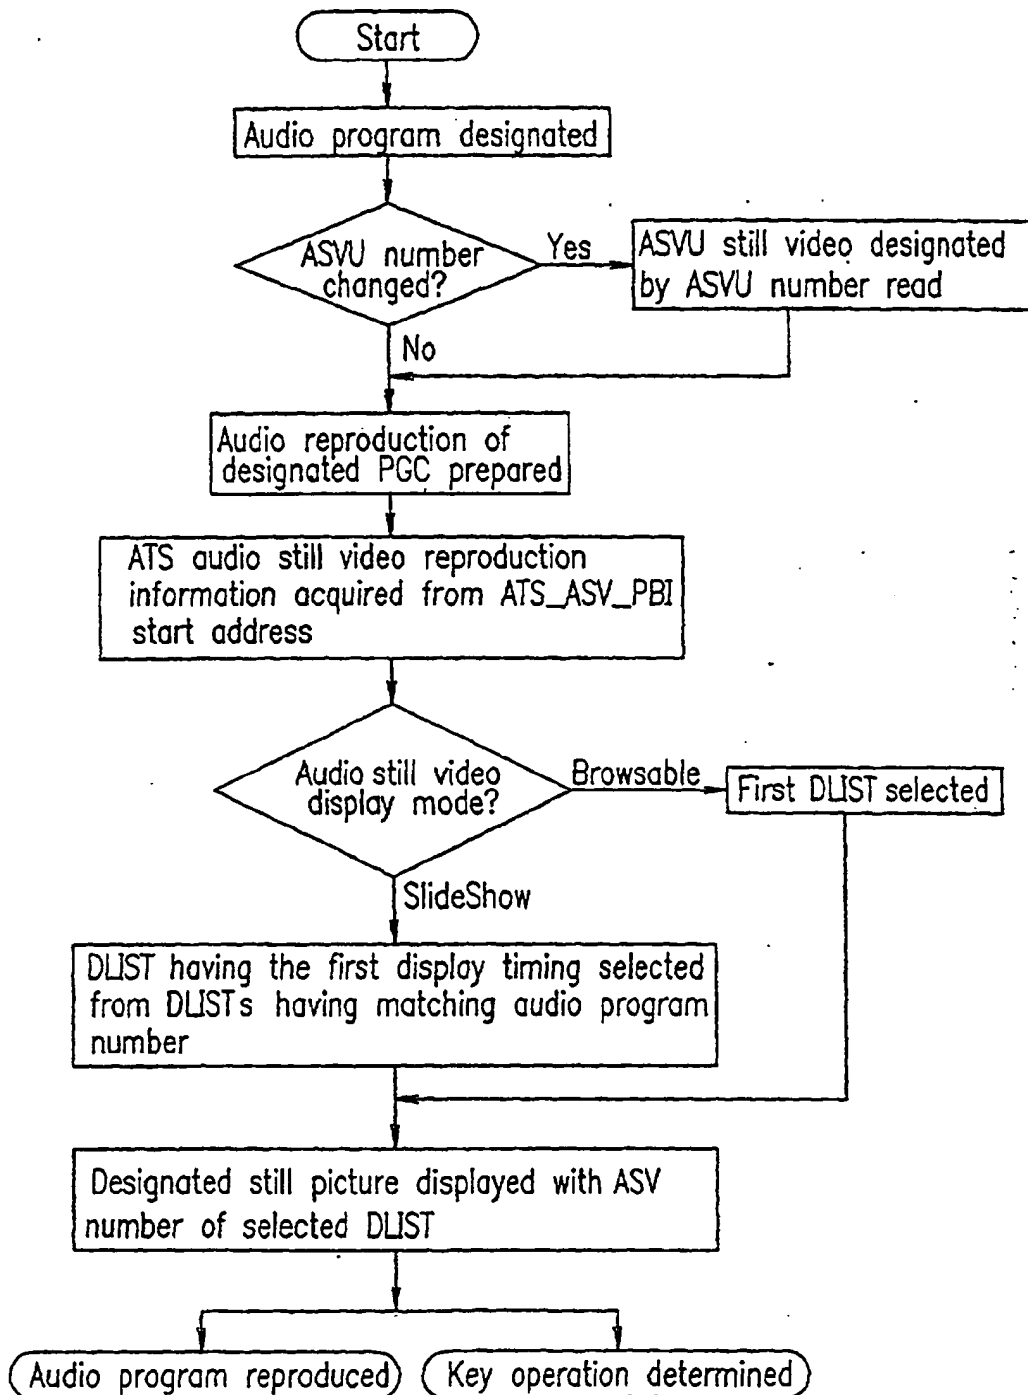 Start
Audio program designated
ASVU number
changed?
Yes
ASVU still video designated
by ASVU number read
No
Audio reproduction of
designated PGC prepared
ATS audio still video reproduction
information acquired from ATS_ASV_PBI
start address
Audio still video
display mode?
Browsable
First DLIST selected
SlideShow
DLIST having the first display timing selected
from DLISTs having matching audio program
number
Designated still picture displayed with ASV
number of selected DLIST
Audio program reproduced
Key operation determined